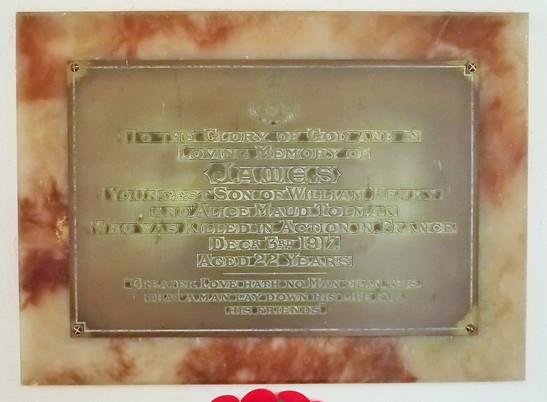 To the Glory of God and in
Loving Memory of
James
Youngest Son of William Henry
and Alice Maud Tolman
Who was Killed in Action in France
Decr 3rd 1917
Aged 22 Years
Greater Love hath no Man than this,
that a man lay down his life for
his friends